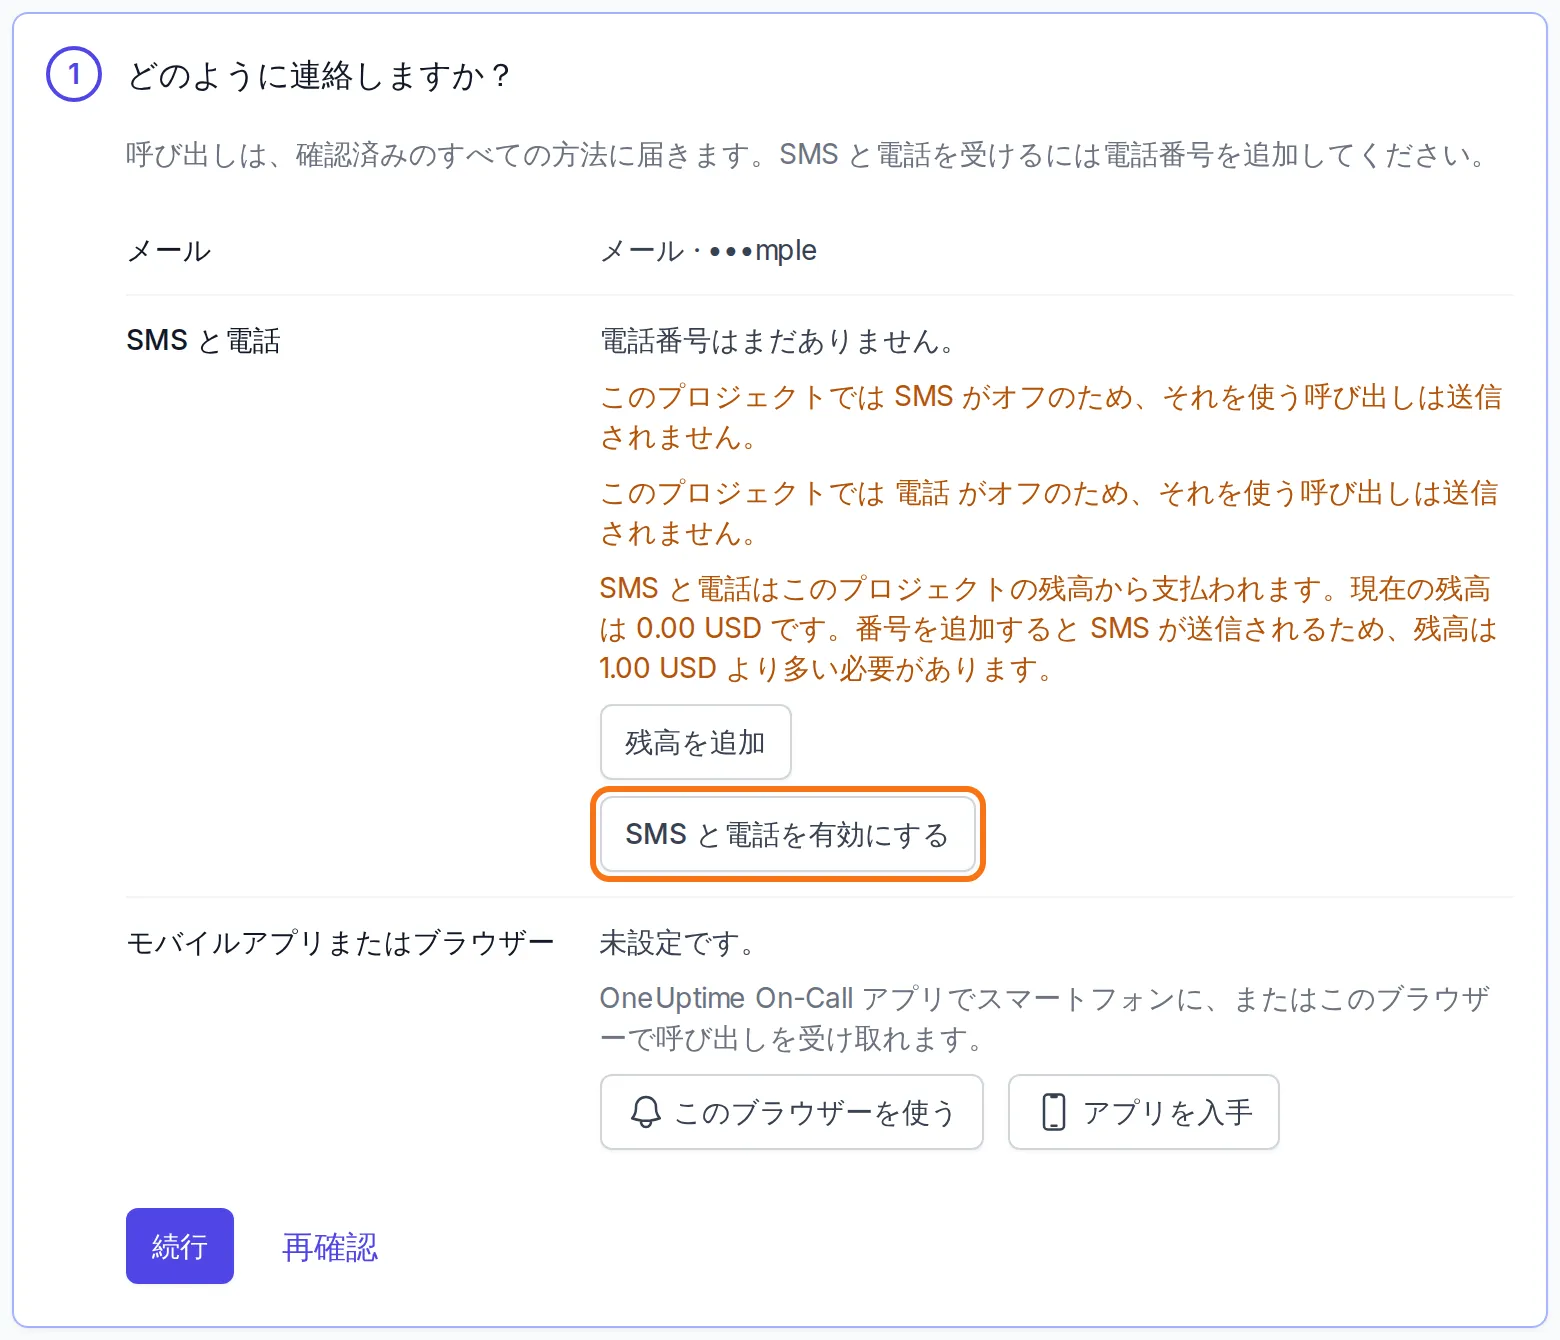 1
どのように連絡しますか？
呼び出しは、確認済みのすべての方法に届きます。SMS と電話を受けるには電話番号を追加してください。
メール
メール · •••mple
SMS と電話
電話番号はまだありません。
このプロジェクトでは SMS がオフのため、それを使う呼び出しは送信
されません。
このプロジェクトでは 電話 がオフのため、それを使う呼び出しは送信
されません。
SMS と電話はこのプロジェクトの残高から支払われます。現在の残高
は 0.00 USD です。番号を追加すると SMS が送信されるため、残高は
1.00 USD より多い必要があります。
残高を追加
SMS と電話を有効にする
モバイルアプリまたはブラウザー
未設定です。
OneUptime On-Call アプリでスマートフォンに、またはこのブラウザ
ーで呼び出しを受け取れます。
このブラウザーを使う
アプリを入手
続行
再確認